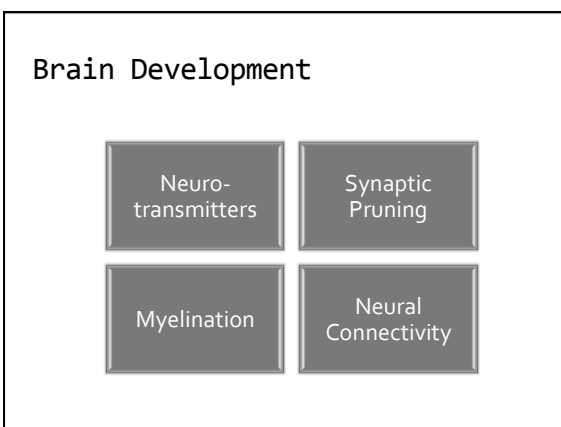 Brain Development
Neuro-
transmitters
Synaptic
Pruning
Myelination
Neural
Connectivity